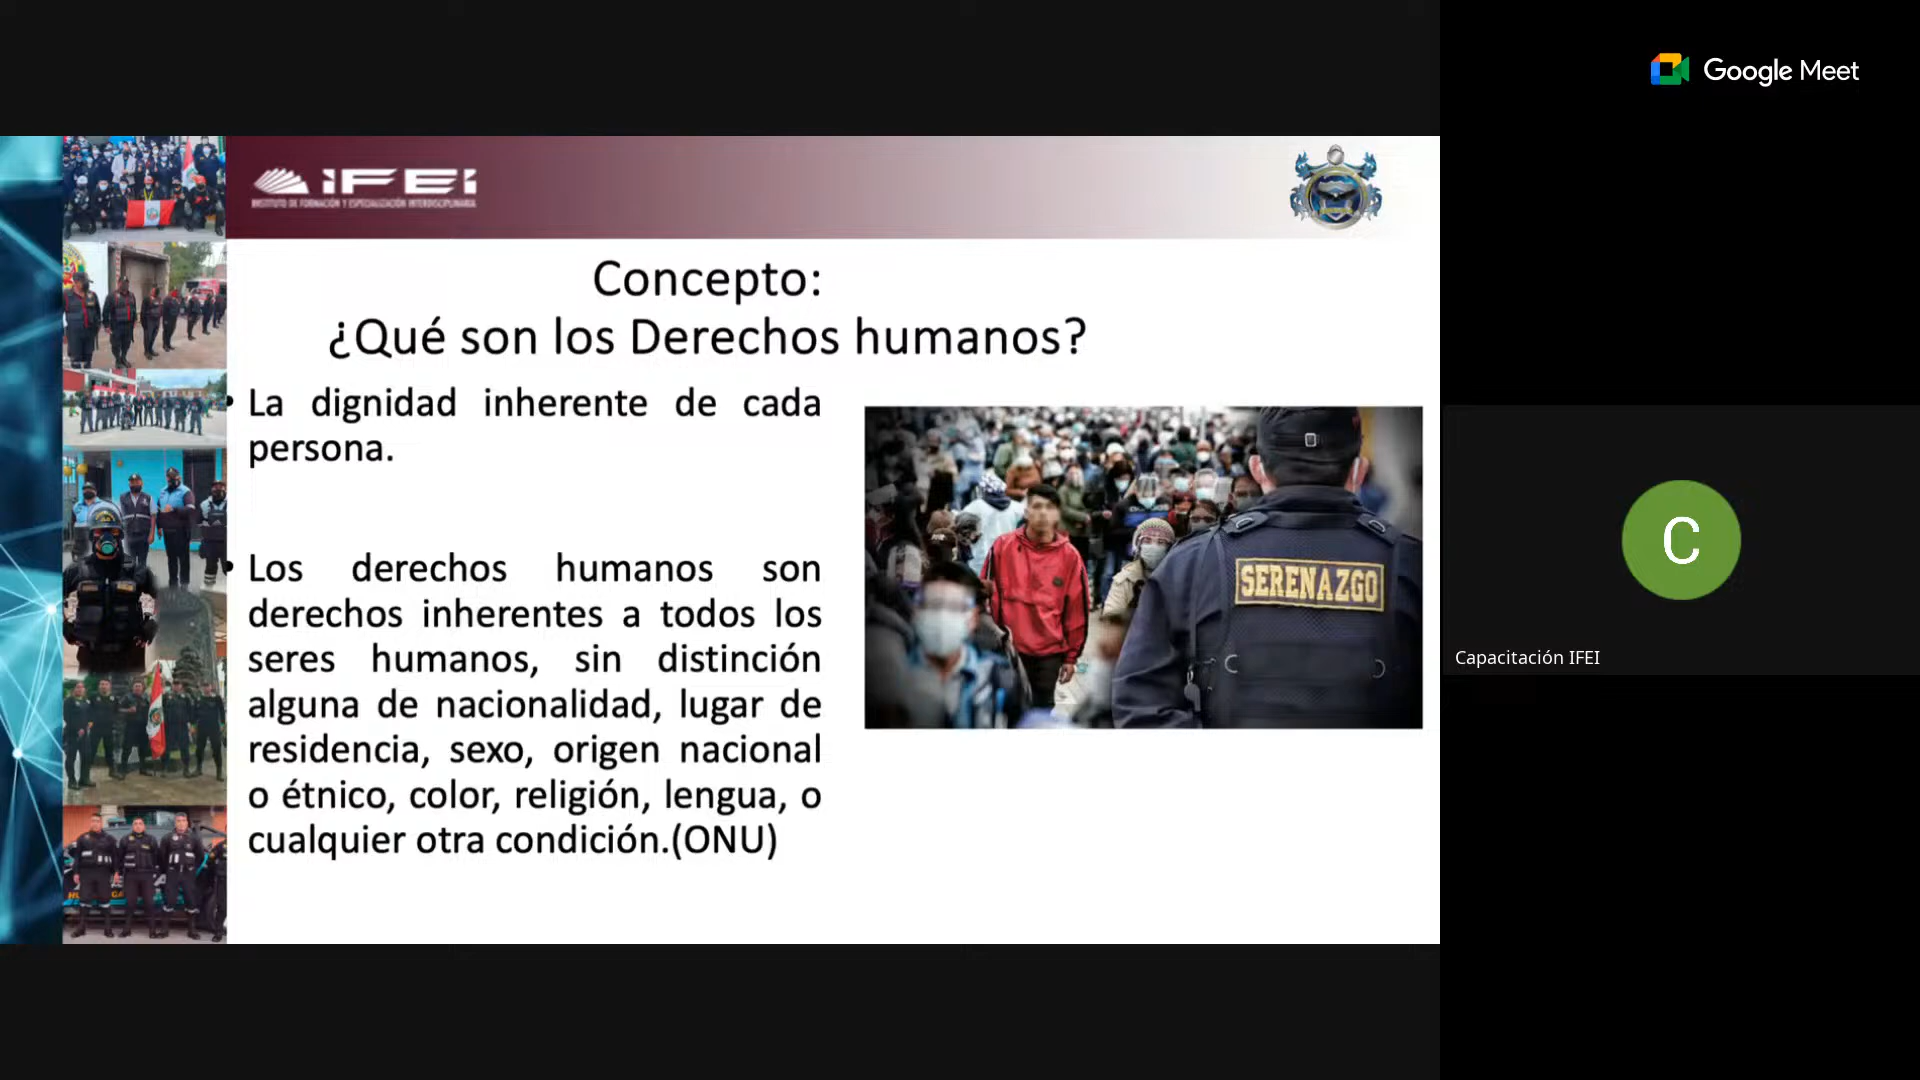 Google Meet
iFEi
INSTITUTO DE FORMACIÓN Y ESPECIALIZACIÓN INTERDISCIPLINARIA
Concepto:
¿Qué son los Derechos humanos?
• La dignidad inherente de cada
persona.
• Los derechos humanos son
derechos inherentes a todos los
seres humanos, sin distinción
alguna de nacionalidad, lugar de
residencia, sexo, origen nacional
o étnico, color, religión, lengua, o
cualquier otra condición.(ONU)
SERENAZGO
C
Capacitación IFEI